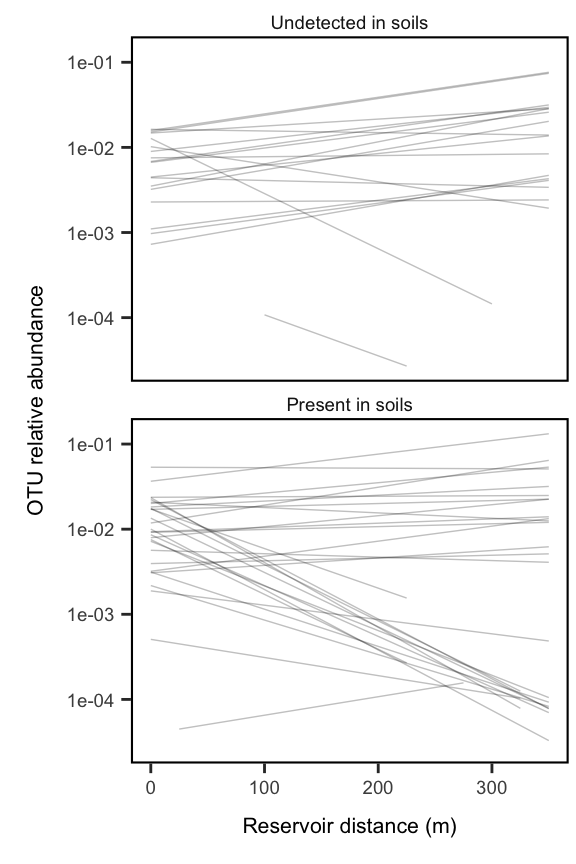 Undetected in soils
1e-01
1e-02
1e-03
1e-04
OTU relative abundance
Present in soils
1e-01
1e-02
1e-03
1e-04
0 100 200 300
Reservoir distance (m)